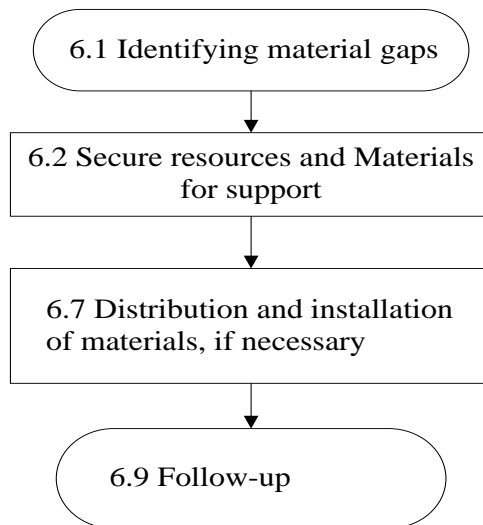 6.1 Identifying material gaps
6.2 Secure resources and Materials
for support
6.7 Distribution and installation
of materials, if necessary
6.9 Follow-up